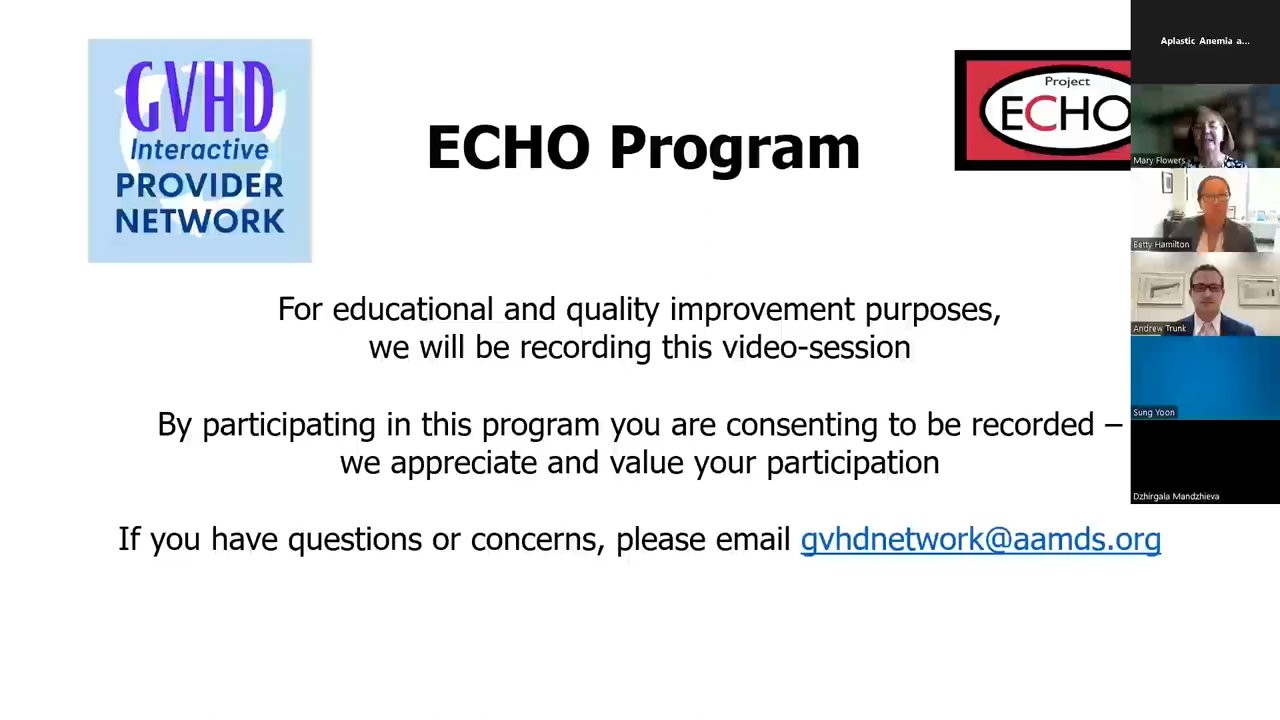 GVHD
Interactive
PROVIDER
NETWORK
ECHO Program
Project
ECHO
For educational and quality improvement purposes,
we will be recording this video-session
By participating in this program you are consenting to be recorded –
we appreciate and value your participation
If you have questions or concerns, please email gvhdnetwork@aamds.org
Aplastic Anemia a...
Mary Flowers
Betty Hamilton
Andrew Trunk
Sung Yoon
Dzhirgala Mandzhieva